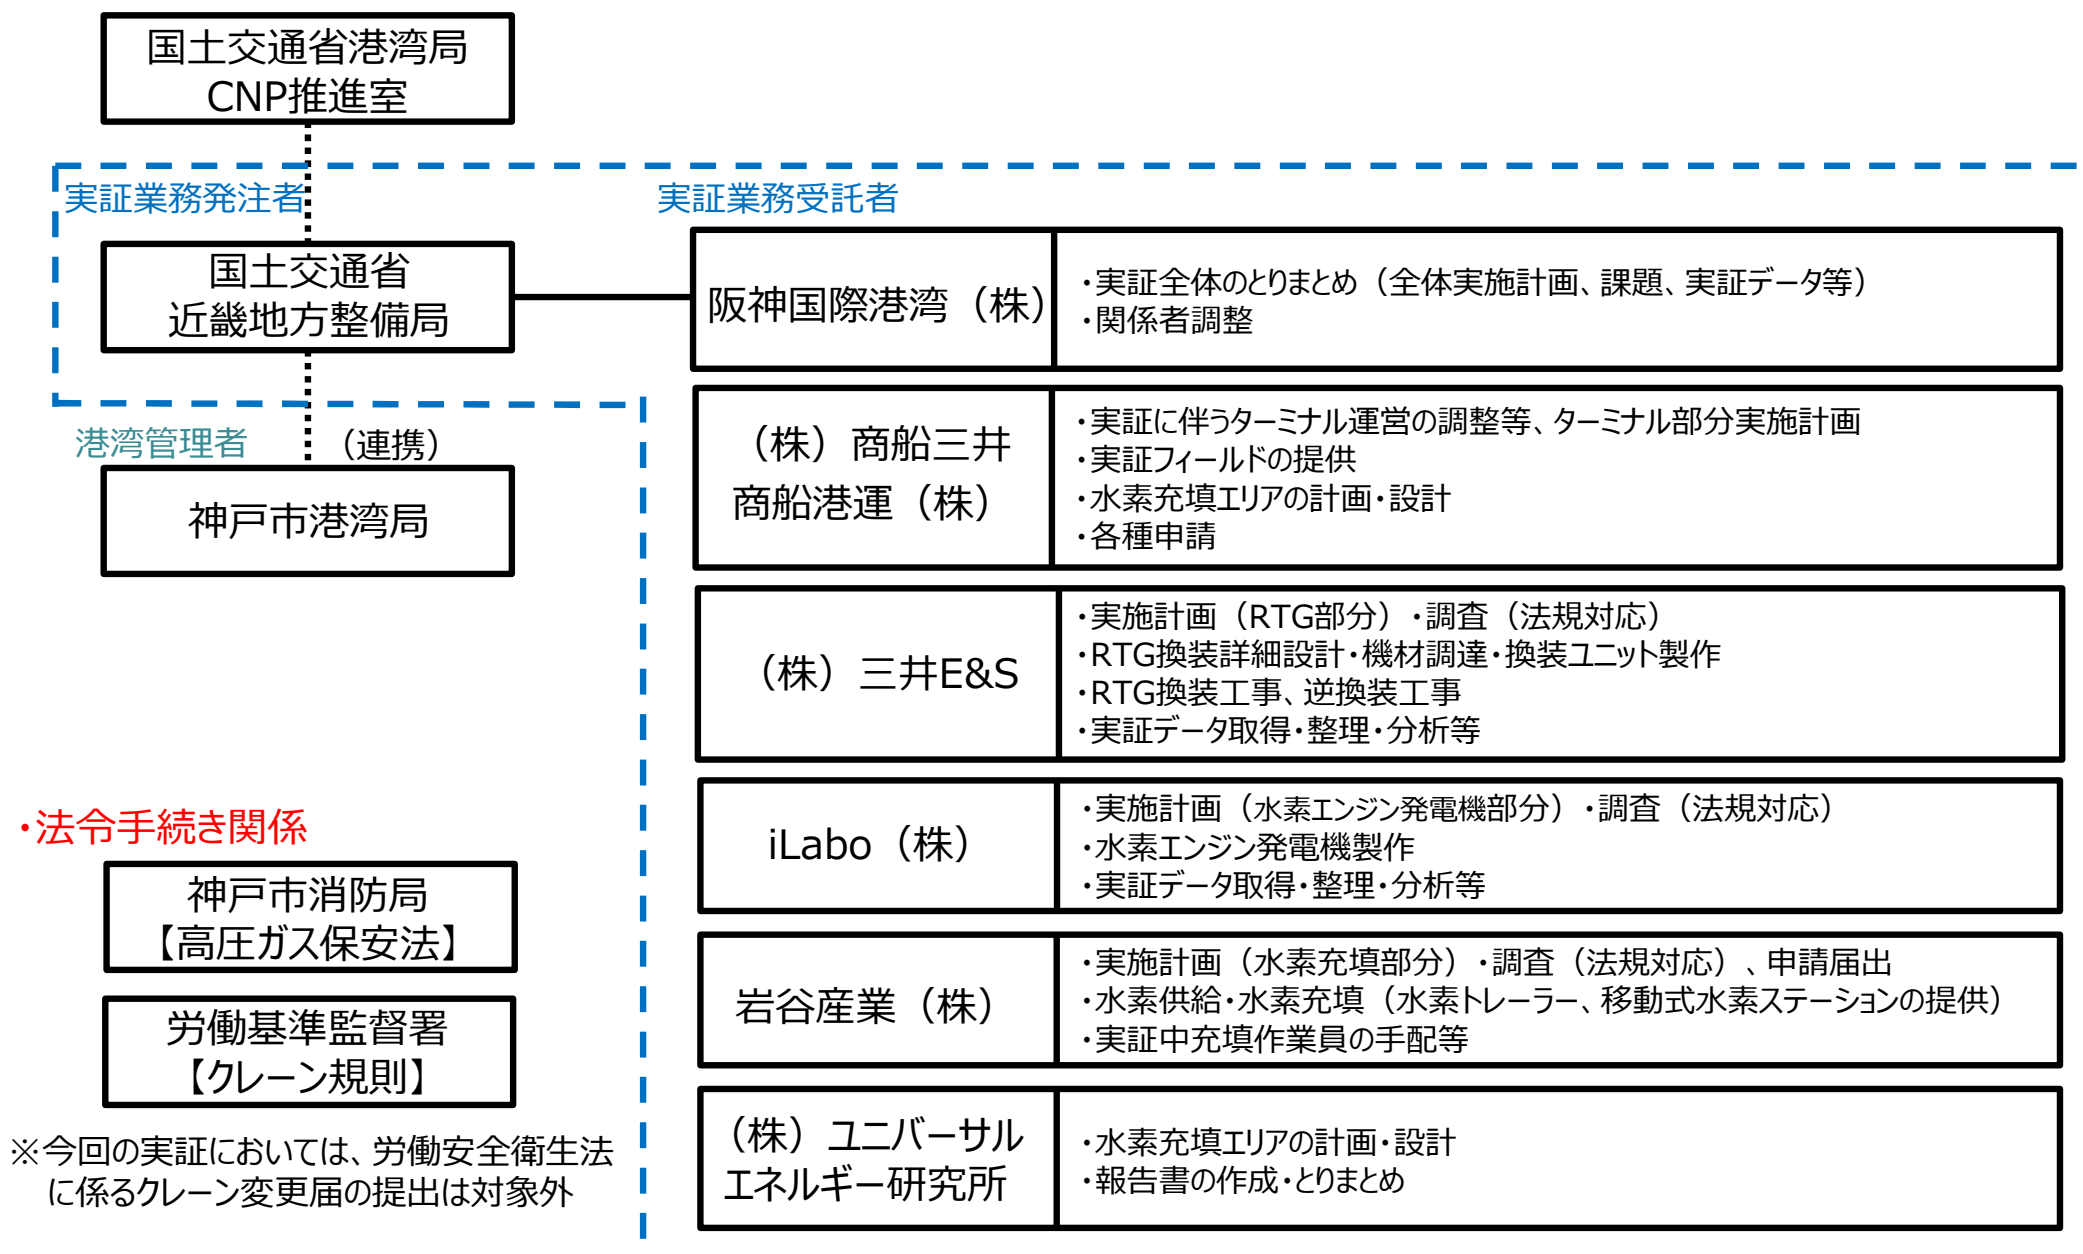 国土交通省港湾局
CNP推進室
実証業務発注者
国土交通省
近畿地方整備局
港湾管理者
（連携）
神戸市港湾局
・法令手続き関係
神戸市消防局
【高圧ガス保安法】
労働基準監督署
【クレーン規則】
※今回の実証においては、労働安全衛生法
に係るクレーン変更届の提出は対象外
実証業務受託者
阪神国際港湾（株）
・実証全体のとりまとめ（全体実施計画、課題、実証データ等）
・関係者調整
（株）商船三井
商船港運（株）
・実証に伴うターミナル運営の調整等、ターミナル部分実施計画
・実証フィールドの提供
・水素充填エリアの計画・設計
・各種申請
（株）三井E&S
・実施計画（RTG部分）・調査（法規対応）
・RTG換装詳細設計・機材調達・換装ユニット製作
・RTG換装工事、逆換装工事
・実証データ取得・整理・分析等
iLabo（株）
・実施計画（水素エンジン発電機部分）・調査（法規対応）
・水素エンジン発電機製作
・実証データ取得・整理・分析等
岩谷産業（株）
・実施計画（水素充填部分）・調査（法規対応）、申請届出
・水素供給・水素充填（水素トレーラー、移動式水素ステーションの提供）
・実証中充填作業員の手配等
（株）ユニバーサル
エネルギー研究所
・水素充填エリアの計画・設計
・報告書の作成・とりまとめ